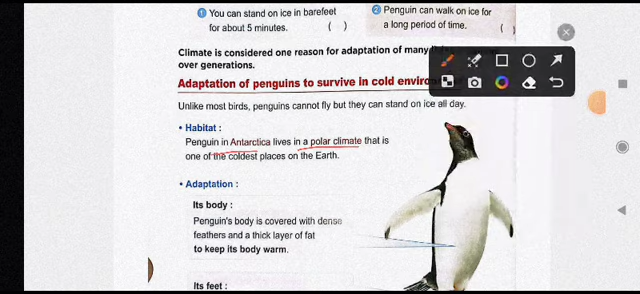 1 You can stand on ice in barefeet
for about 5 minutes. ( )
2 Penguin can walk on ice for
a long period of time. ( )
Climate is considered one reason for adaptation of many
over generations.
Adaptation of penguins to survive in cold
Unlike most birds, penguins cannot fly but they can stand on ice all day.
• Habitat :
Penguin in Antarctica lives in a polar climate that is
one of the coldest places on the Earth.
• Adaptation :
Its body :
Penguin's body is covered with dense
feathers and a thick layer of fat
to keep its body warm.
Its feet :